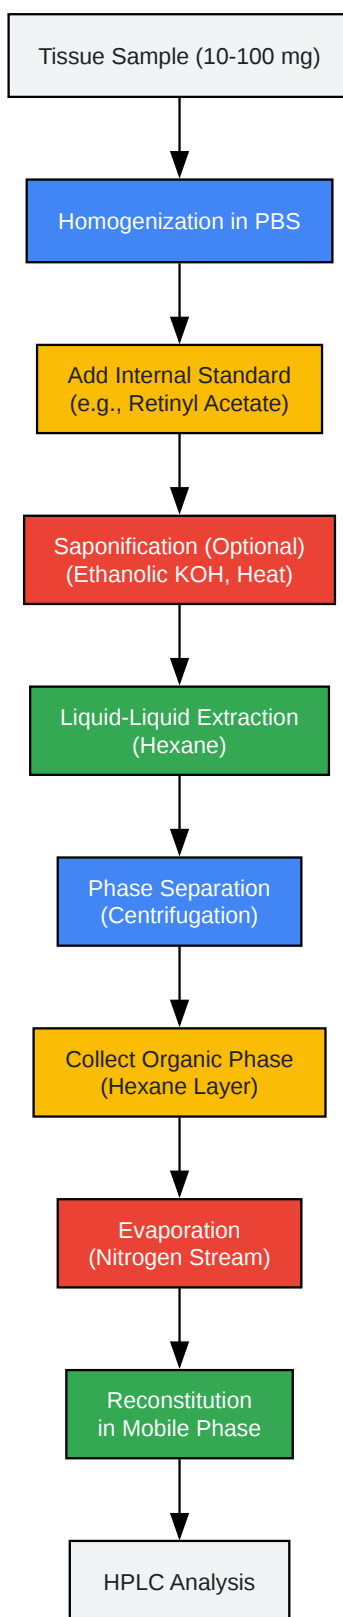 Tissue Sample (10-100 mg)
Homogenization in PBS
Add Internal Standard
(e.g., Retinyl Acetate)
Saponification (Optional)
(Ethanolic KOH, Heat)
Liquid-Liquid Extraction
(Hexane)
Phase Separation
(Centrifugation)
Collect Organic Phase
(Hexane Layer)
Evaporation
(Nitrogen Stream)
Reconstitution
in Mobile Phase
HPLC Analysis